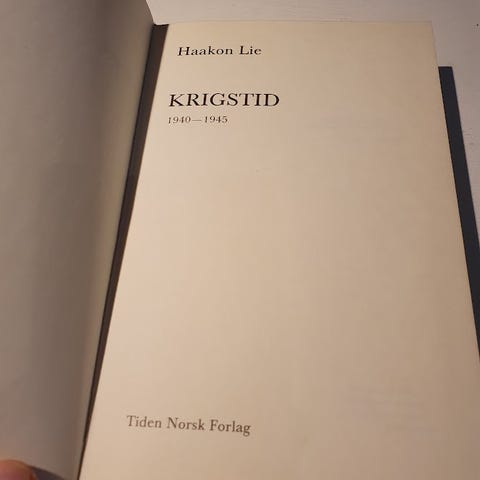 Haakon Lie
KRIGSTID
1940—1945
Tiden Norsk Forlag